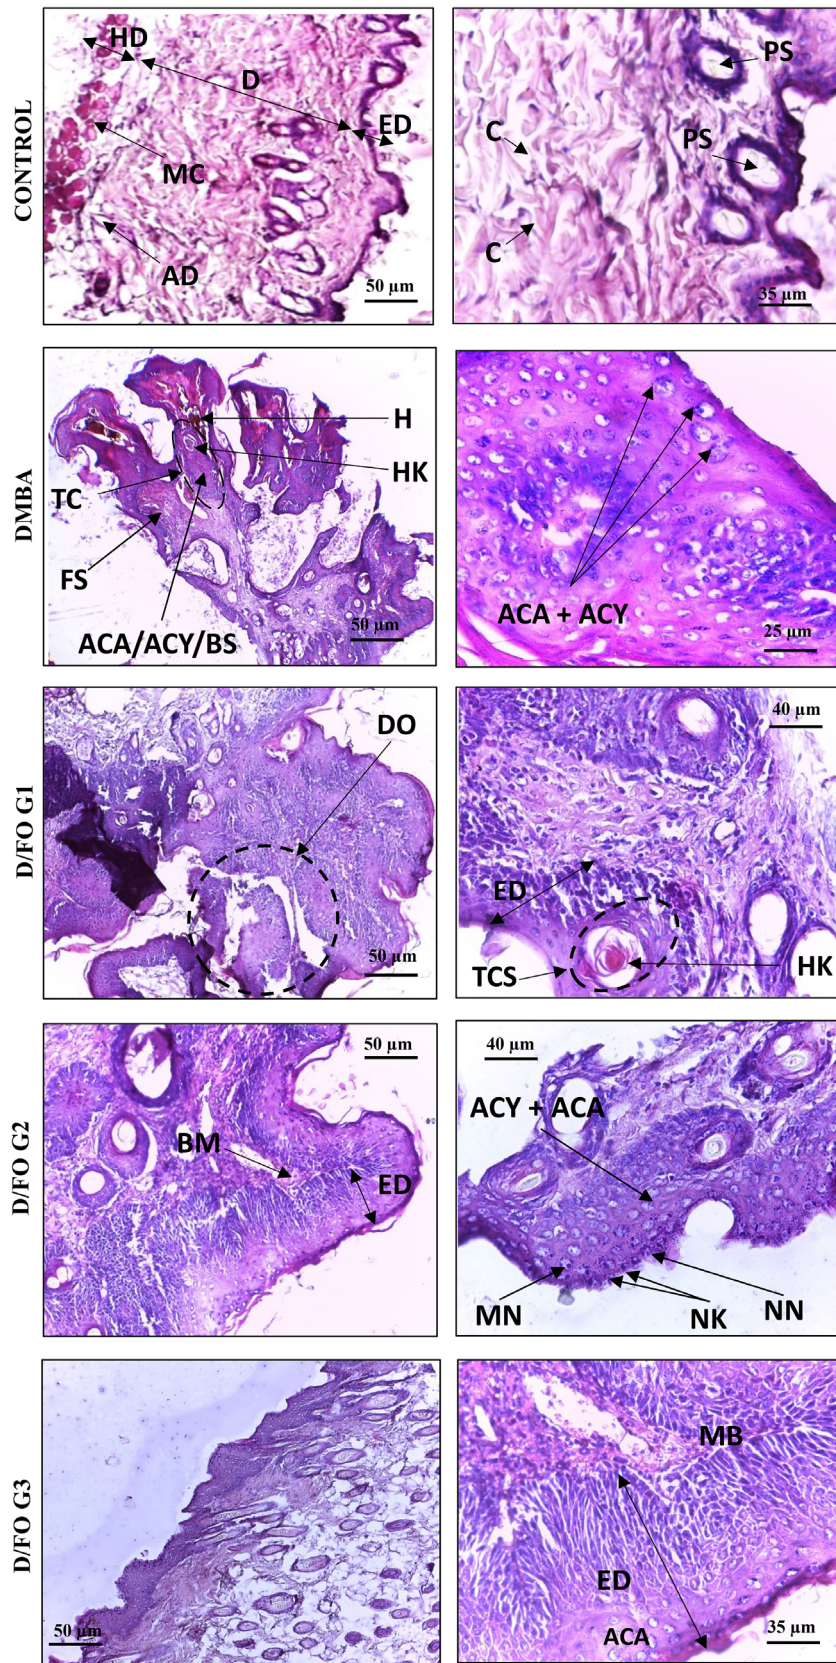 CONTROL
HD
D
ED
MC
AD
50 µm
PS
C
PS
C
35 µm
DMBA
H
HK
TC
FS
ACA/ACY/BS
50 µm
ACA + ACY
25 µm
D/FO G1
DO
50 µm
40 µm
ED
TCS
HK
D/FO G2
50 µm
BM
ED
40 µm
ACY + ACA
MN
NK
NN
D/FO G3
50 µm
MB
ED
ACA
35 µm